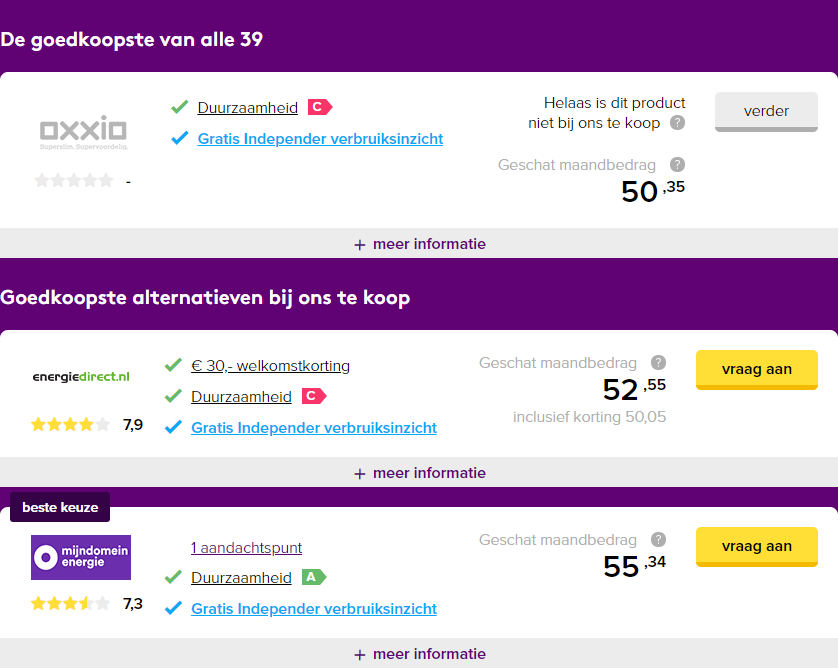 De goedkoopste van alle 39
oxxio
Superslim. Supervoordelig.
-
Duurzaamheid C
Gratis Independer verbruiksinzicht
Helaas is dit product
niet bij ons te koop ?
Geschat maandbedrag ?
50 ,35
verder
+ meer informatie
Goedkoopste alternatieven bij ons te koop
energiedirect.nl
7,9
€ 30,- welkomstkorting
Duurzaamheid C
Gratis Independer verbruiksinzicht
Geschat maandbedrag ?
52 ,55
inclusief korting 50,05
vraag aan
+ meer informatie
beste keuze
mijndomein
energie
7,3
1 aandachtspunt
Duurzaamheid A
Gratis Independer verbruiksinzicht
Geschat maandbedrag ?
55 ,34
vraag aan
+ meer informatie